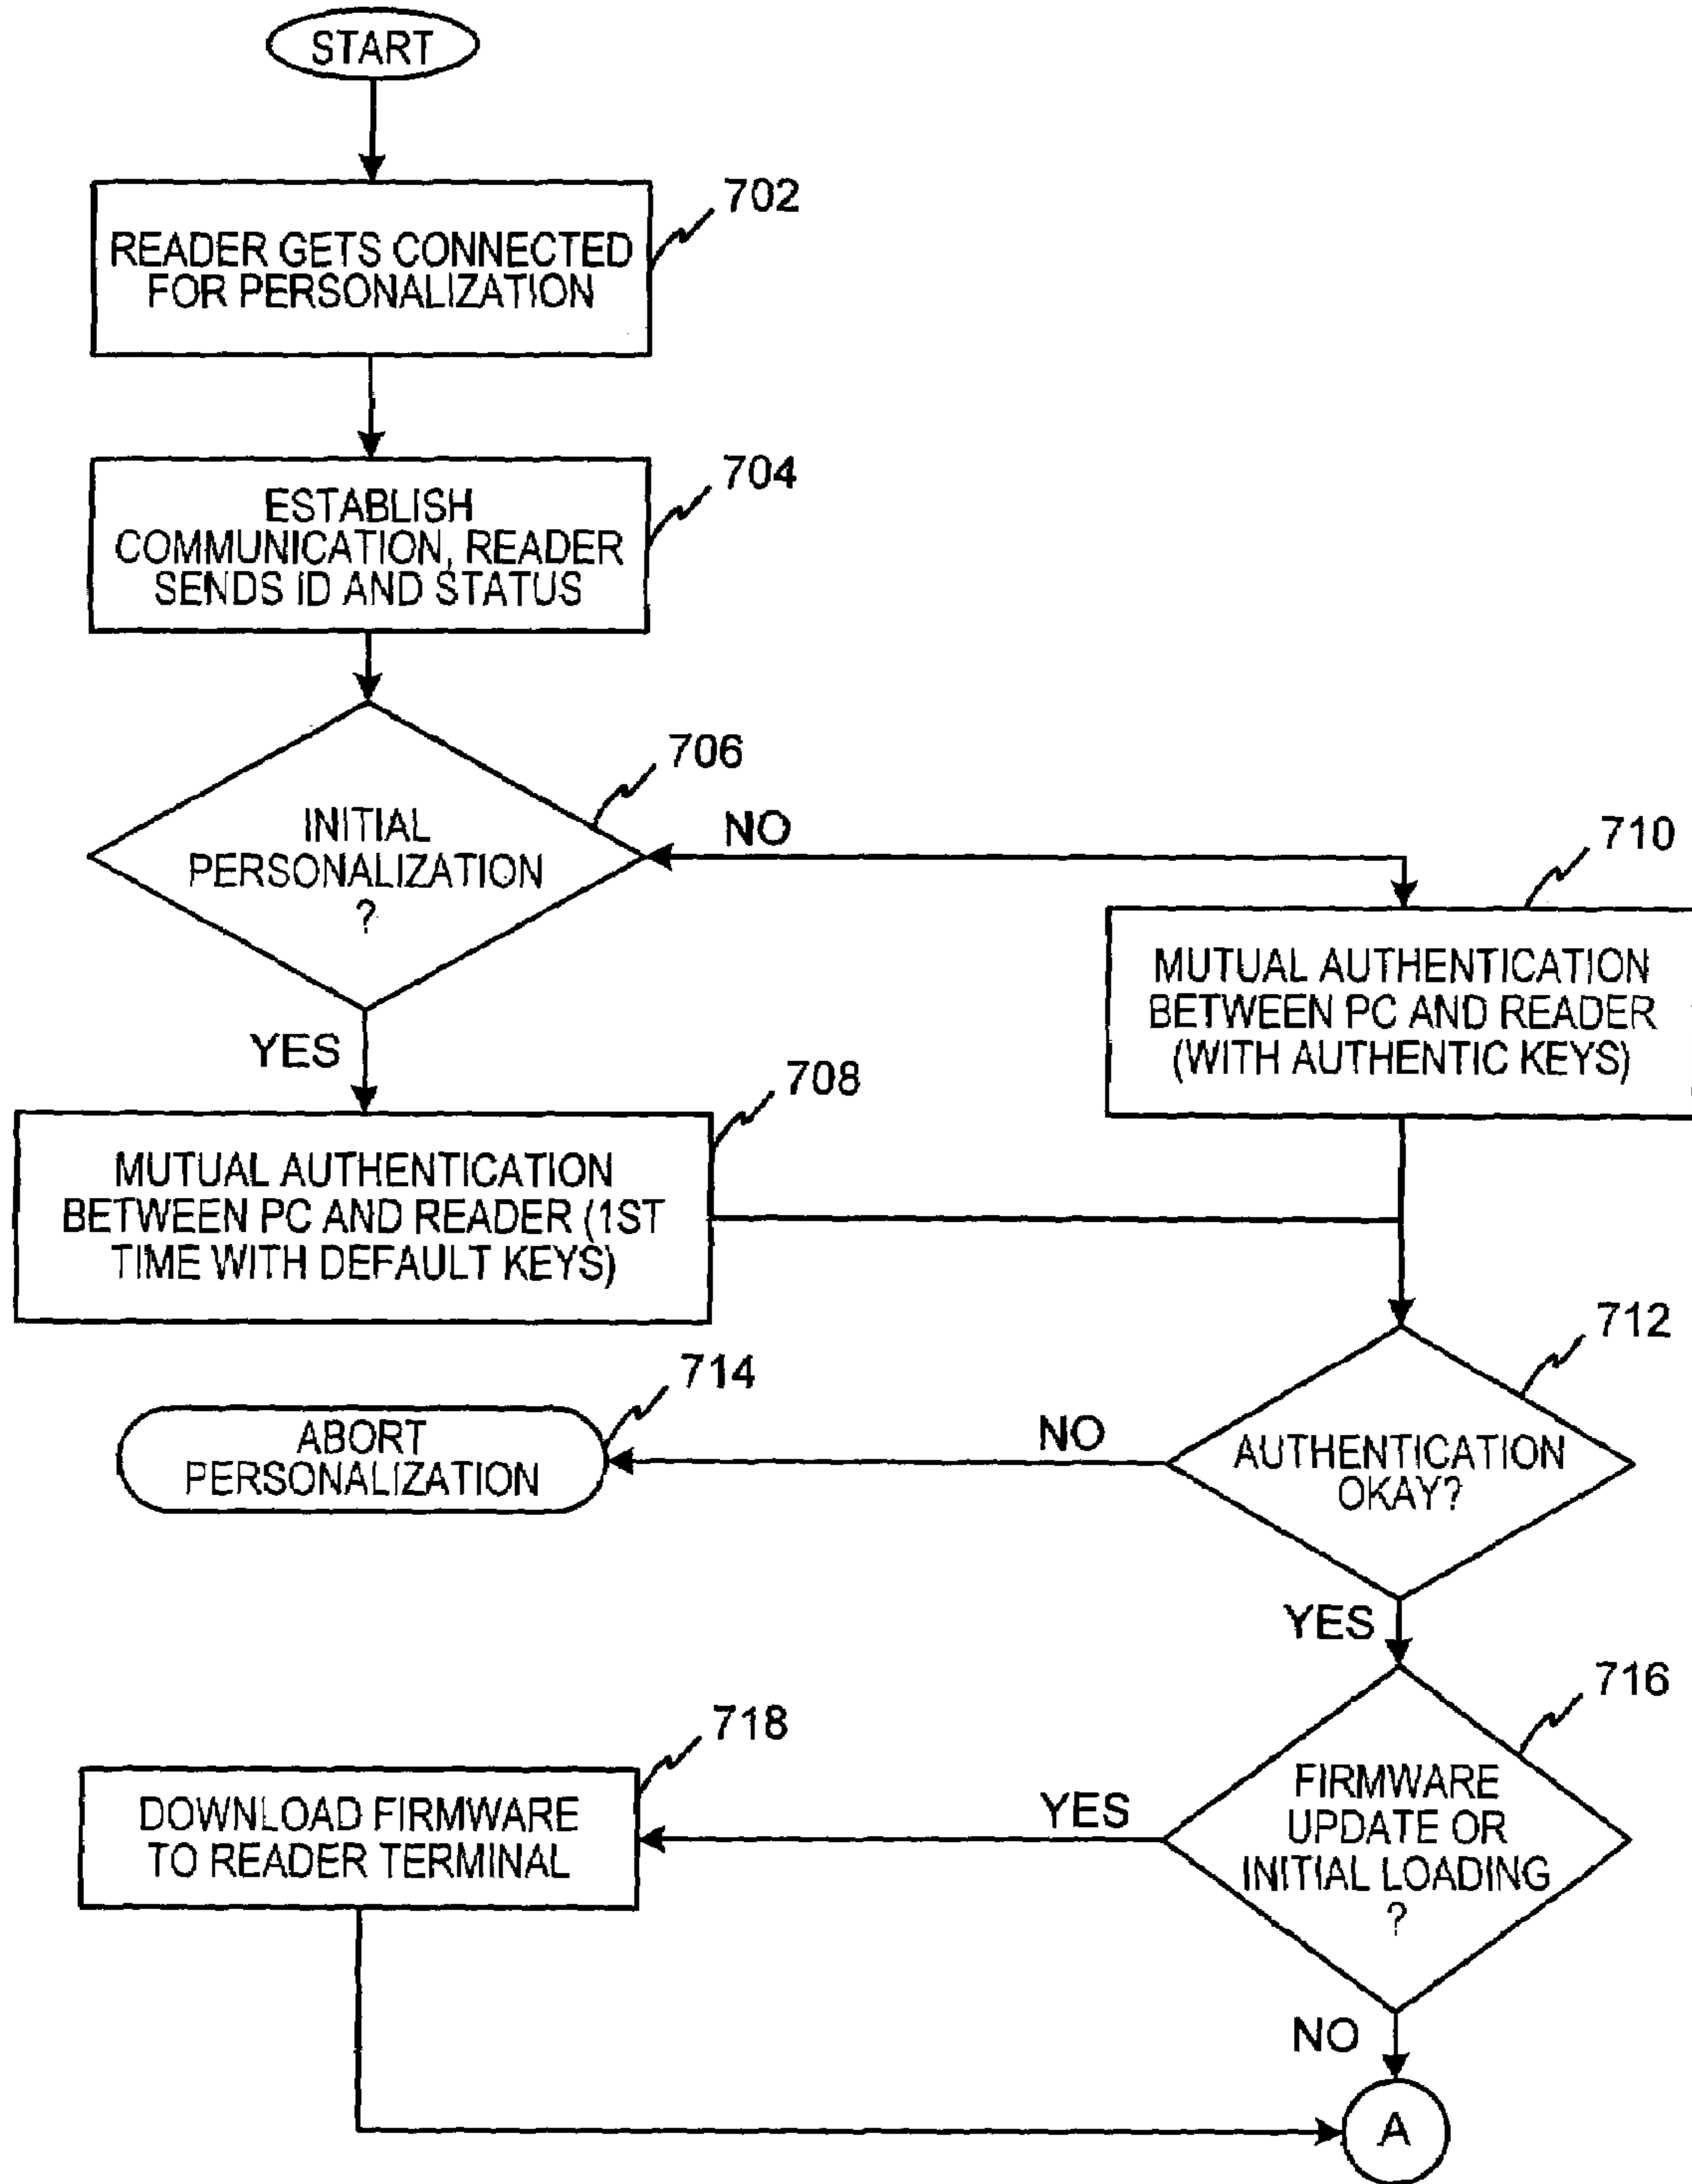 START
702
READER GETS CONNECTED
FOR PERSONALIZATION
704
ESTABLISH
COMMUNICATION, READER
SENDS ID AND STATUS
706
INITIAL
PERSONALIZATION
?
NO
710
MUTUAL AUTHENTICATION
BETWEEN PC AND READER
(WITH AUTHENTIC KEYS)
YES
708
MUTUAL AUTHENTICATION
BETWEEN PC AND READER (1ST
TIME WITH DEFAULT KEYS)
712
AUTHENTICATION
OKAY?
NO
714
ABORT
PERSONALIZATION
YES
716
FIRMWARE
UPDATE OR
INITIAL LOADING
?
YES
718
DOWNLOAD FIRMWARE
TO READER TERMINAL
NO
A